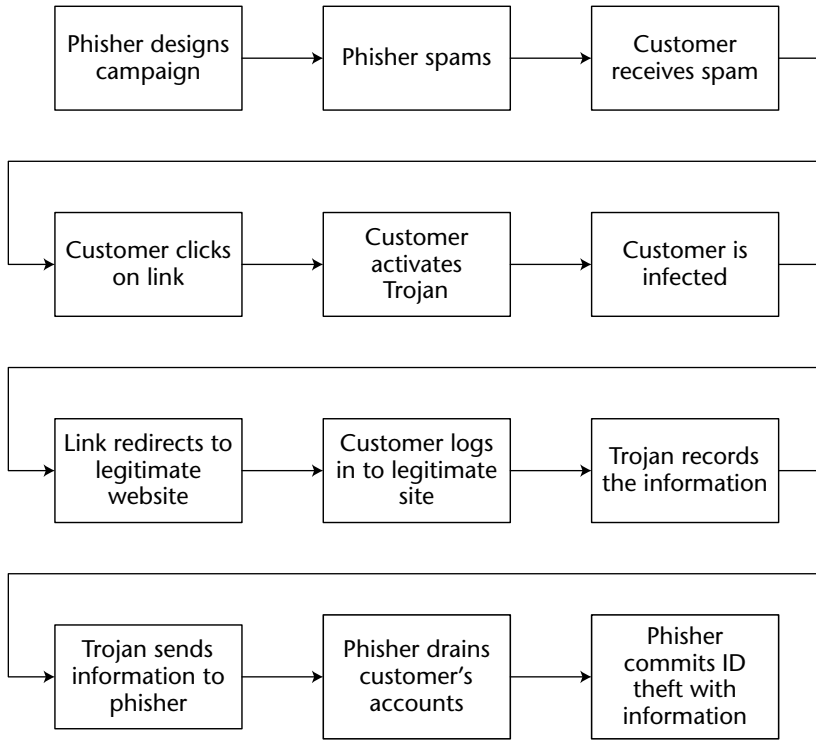 Phisher designs
campaign
Phisher spams
Customer
receives spam
Customer clicks
on link
Customer
activates
Trojan
Customer is
infected
Link redirects to
legitimate
website
Customer logs
in to legitimate
site
Trojan records
the information
Trojan sends
information to
phisher
Phisher drains
customer’s
accounts
Phisher
commits ID
theft with
information